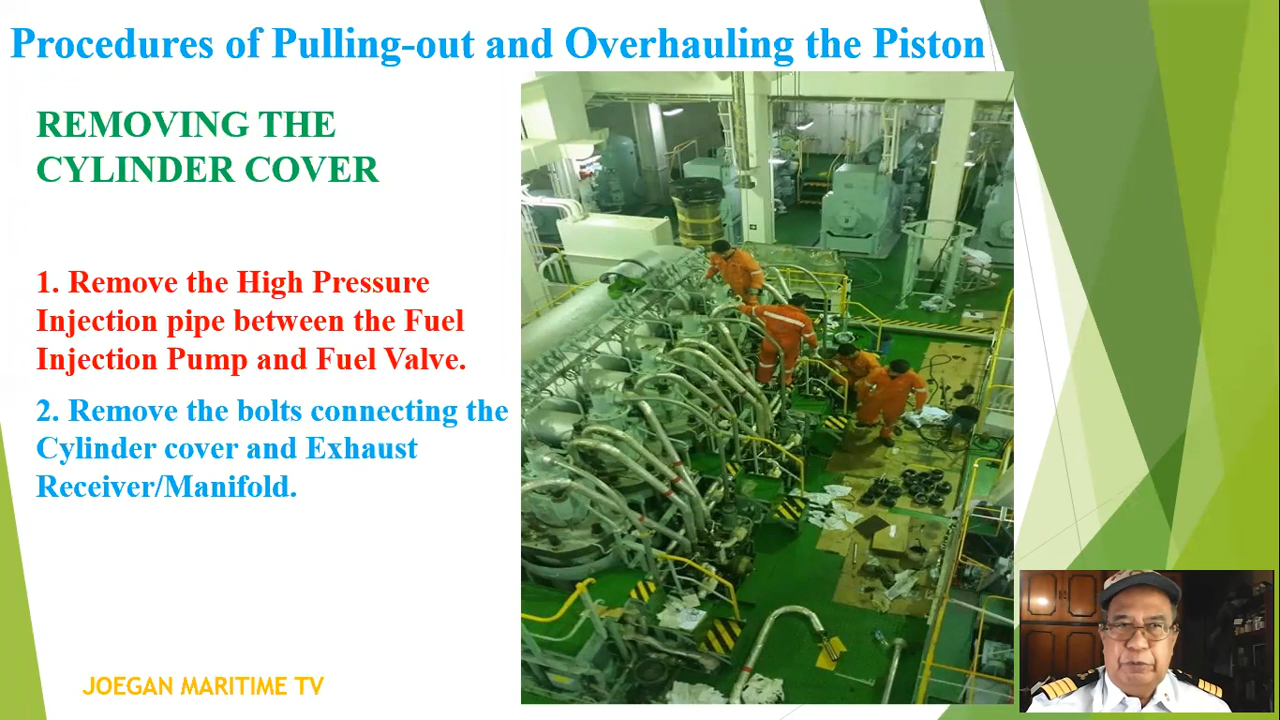 Procedures of Pulling-out and Overhauling the Piston
REMOVING THE
CYLINDER COVER
1. Remove the High Pressure
Injection pipe between the Fuel
Injection Pump and Fuel Valve.
2. Remove the bolts connecting the
Cylinder cover and Exhaust
Receiver/Manifold.
JOEGAN MARITIME TV